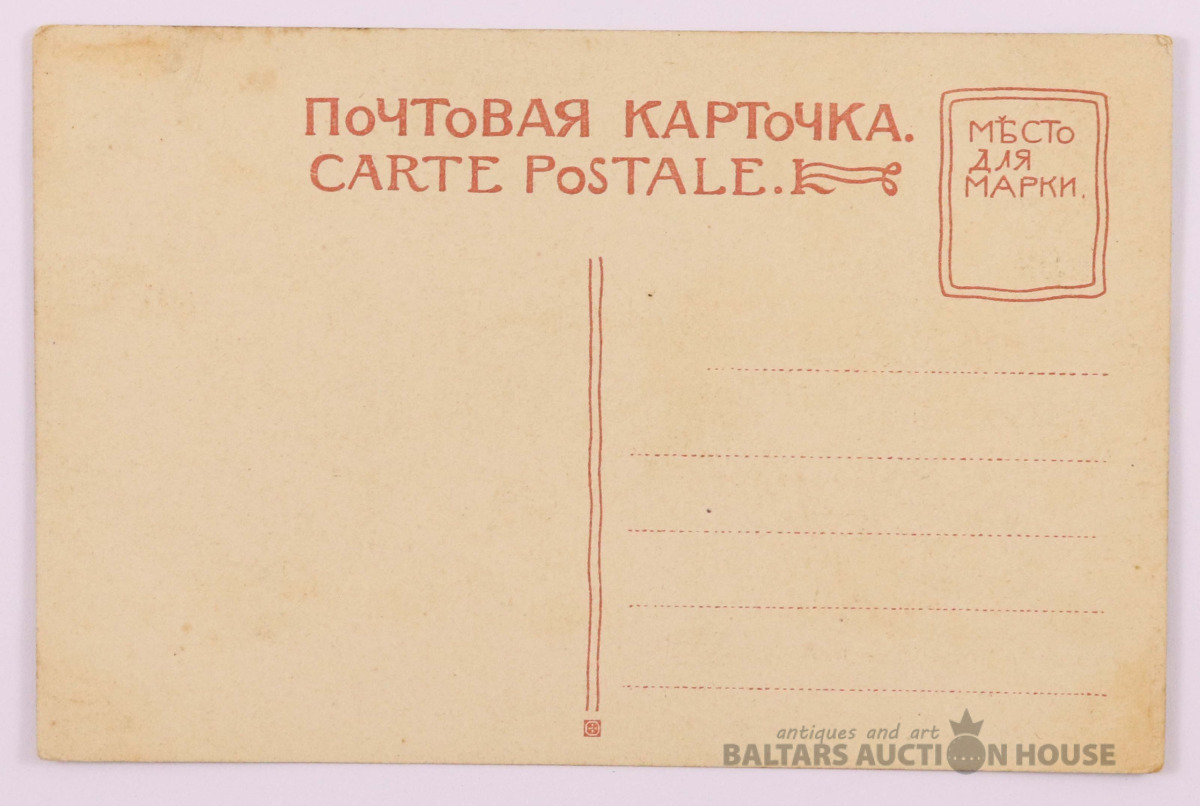 ПОЧТОВАЯ КАРТОЧКА.
CARTE POSTALE.
МѢСТО
ДЛЯ
МАРКИ.
antiques and art
BALTARS AUCTION HOUSE